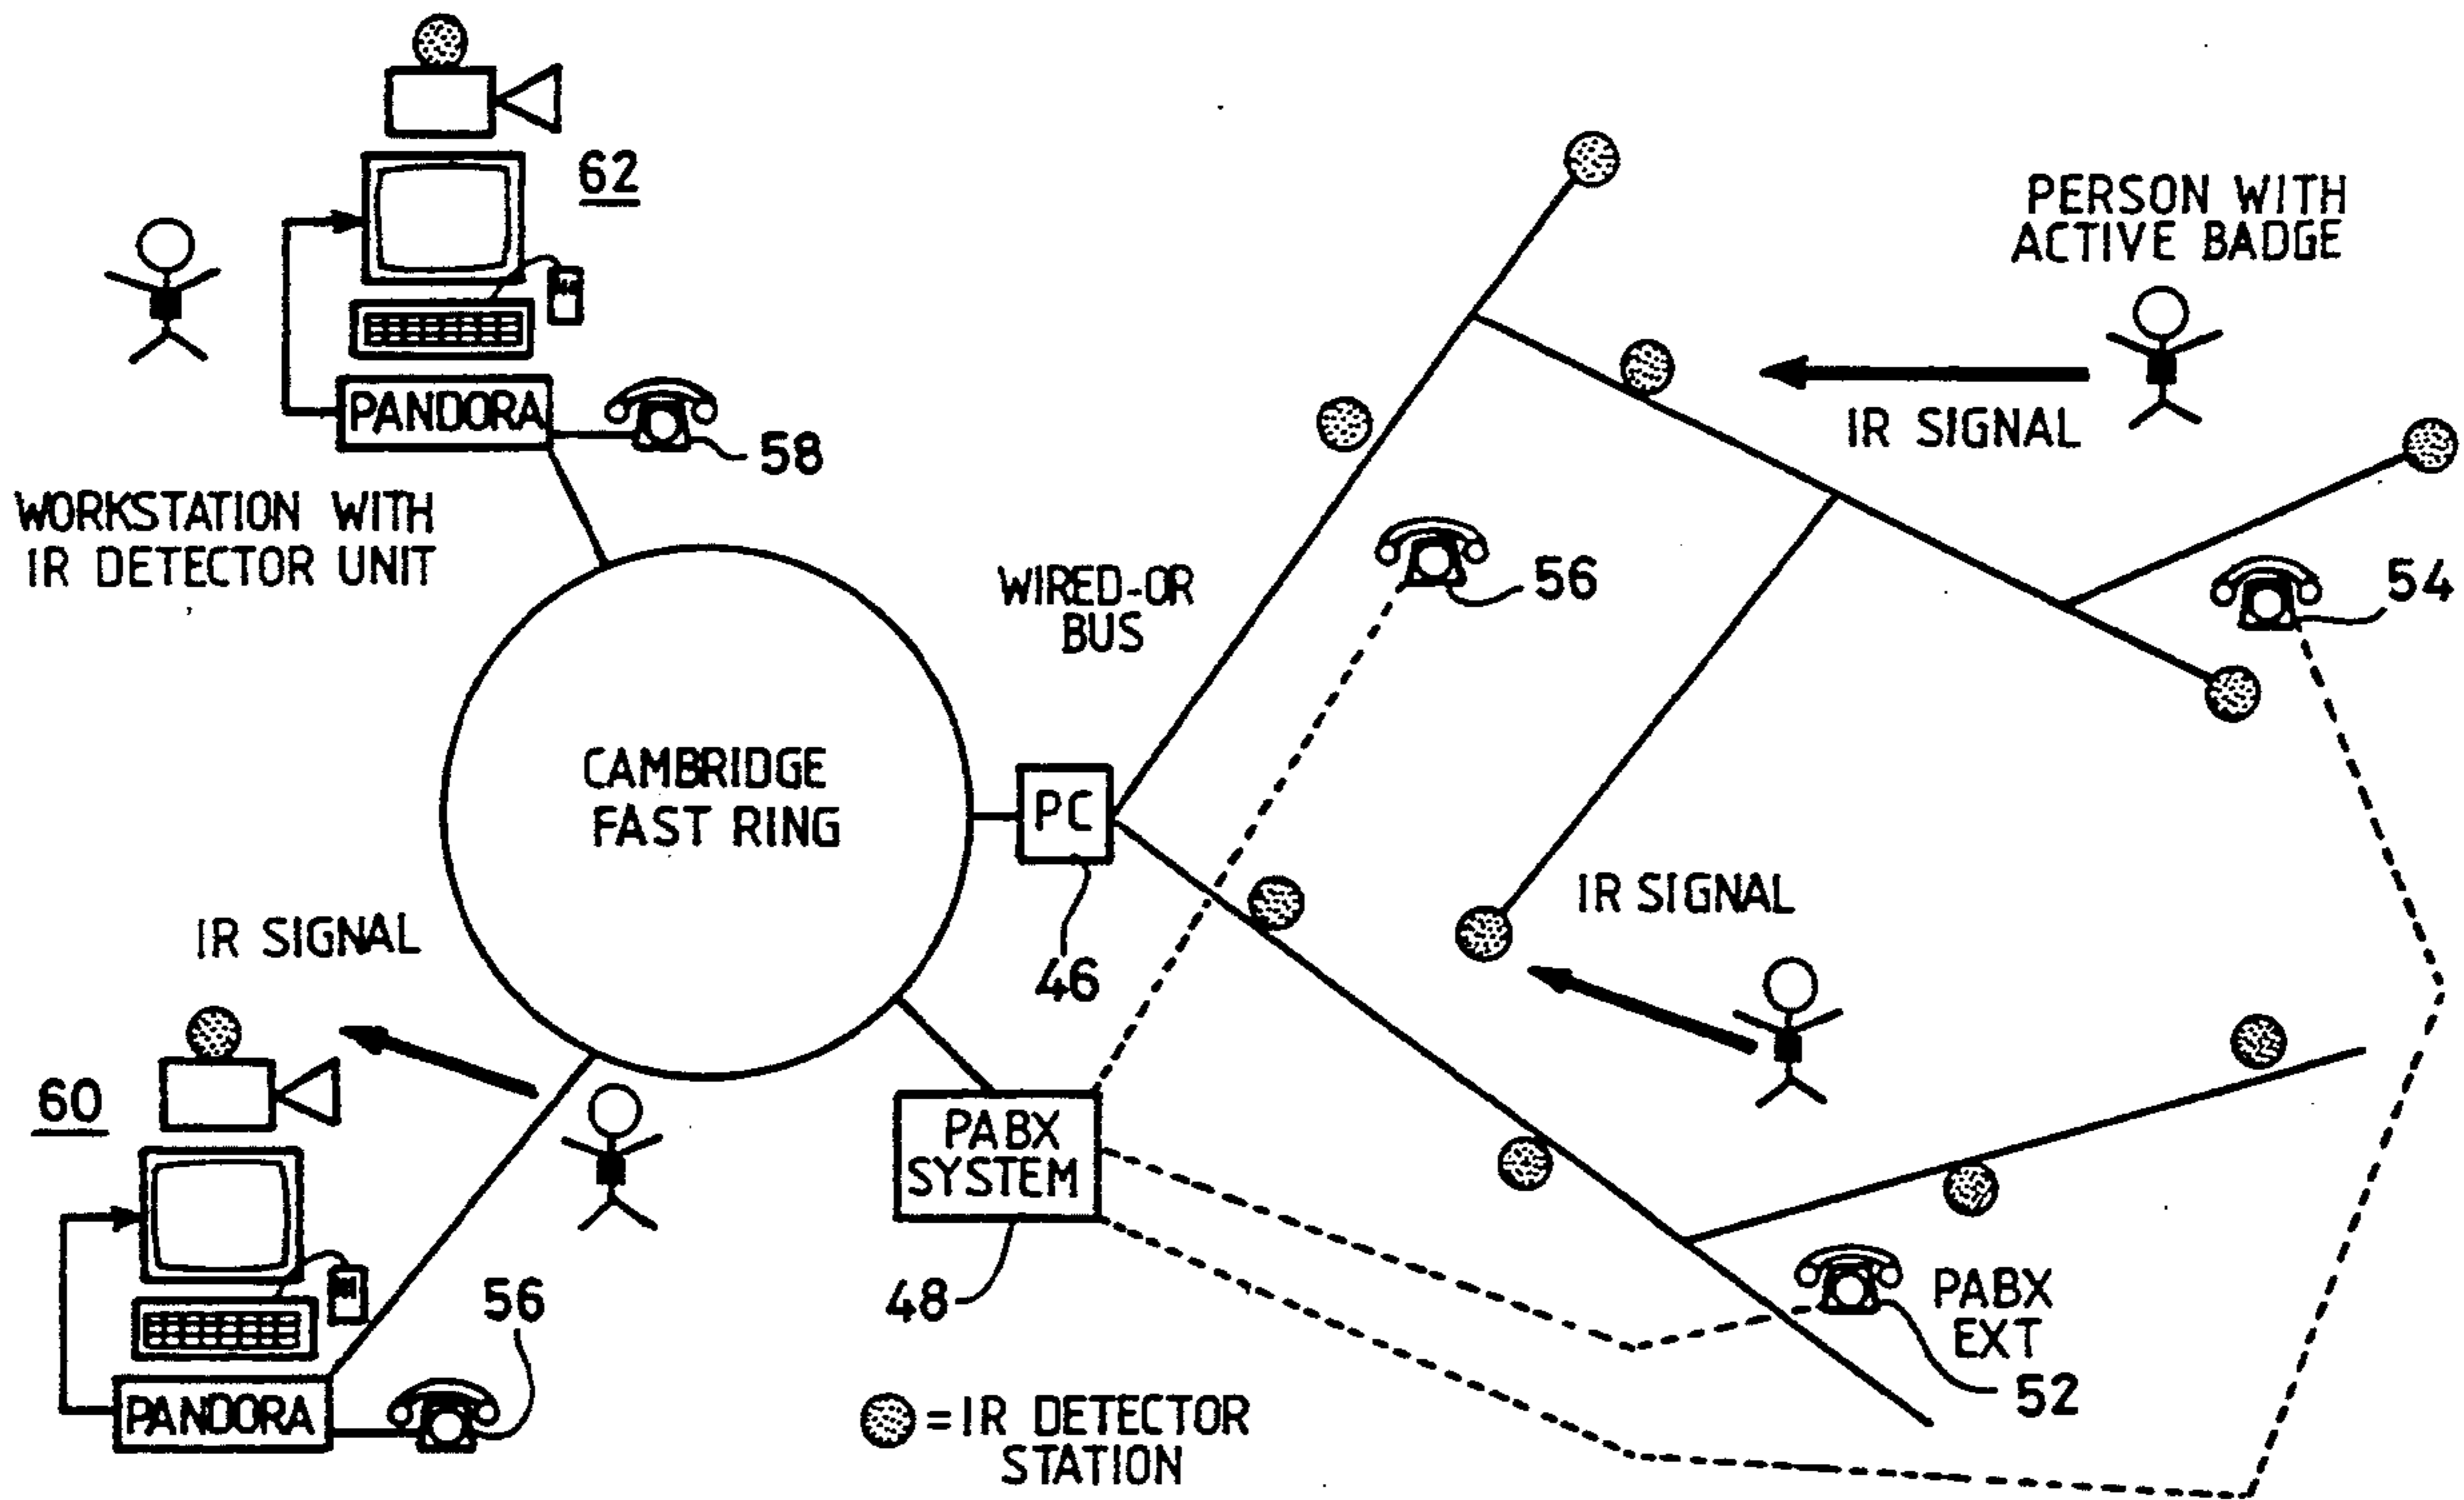 62
PERSON WITH
ACTIVE BADGE
IR SIGNAL
PANDORA
58
WORKSTATION WITH
IR DETECTOR UNIT
WIRED-OR
BUS
56
54
CAMBRIDGE
FAST RING
PC
46
IR SIGNAL
IR SIGNAL
60
PABX
SYSTEM
48
PABX
EXT
52
56
PANDORA
=IR DETECTOR
STATION